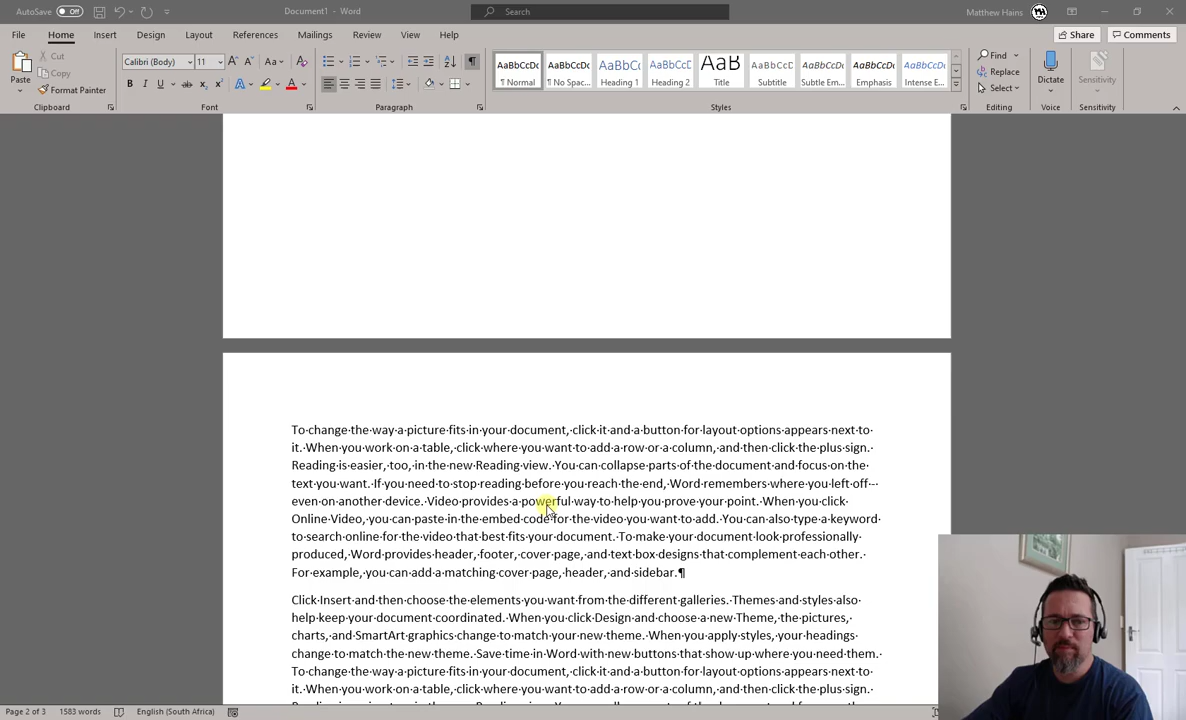 AutoSave Off Document1 - Word Search Matthew Hains
File Home Insert Design Layout References Mailings Review View Help Share Comments
Paste Cut Copy Format Painter
Calibri (Body) 11
AaBbCcDc ¶ Normal
AaBbCcDc ¶ No Spac...
AaBbCc Heading 1
AaBbCcC Heading 2
AaB Title
AaBbCcD Subtitle
AaBbCcDc Subtle Em...
AaBbCcDc Emphasis
AaBbCcDc Intense E...
Find Replace Select
Dictate
Sensitivity
Clipboard Font Paragraph Styles Editing Voice Sensitivity
To·change·the·way·a·picture·fits·in·your·document,·click·it·and·a·button·for·layout·options·appears·next·to·
it.·When·you·work·on·a·table,·click·where·you·want·to·add·a·row·or·a·column,·and·then·click·the·plus·sign.·
Reading·is·easier,·too,·in·the·new·Reading·view.·You·can·collapse·parts·of·the·document·and·focus·on·the·
text·you·want.·If·you·need·to·stop·reading·before·you·reach·the·end,·Word·remembers·where·you·left·off·-·
even·on·another·device.·Video·provides·a·powerful·way·to·help·you·prove·your·point.·When·you·click·
Online·Video,·you·can·paste·in·the·embed·code·for·the·video·you·want·to·add.·You·can·also·type·a·keyword·
to·search·online·for·the·video·that·best·fits·your·document.·To·make·your·document·look·professionally·
produced,·Word·provides·header,·footer,·cover·page,·and·text·box·designs·that·complement·each·other.·
For·example,·you·can·add·a·matching·cover·page,·header,·and·sidebar.¶
Click·Insert·and·then·choose·the·elements·you·want·from·the·different·galleries.·Themes·and·styles·also·
help·keep·your·document·coordinated.·When·you·click·Design·and·choose·a·new·Theme,·the·pictures,·
charts,·and·SmartArt·graphics·change·to·match·your·new·theme.·When·you·apply·styles,·your·headings·
change·to·match·the·new·theme.·Save·time·in·Word·with·new·buttons·that·show·up·where·you·need·them.·
To·change·the·way·a·picture·fits·in·your·document,·click·it·and·a·button·for·layout·options·appears·next·to·
it.·When·you·work·on·a·table,·click·where·you·want·to·add·a·row·or·a·column,·and·then·click·the·plus·sign.·
Page 2 of 3 1583 words English (South Africa)